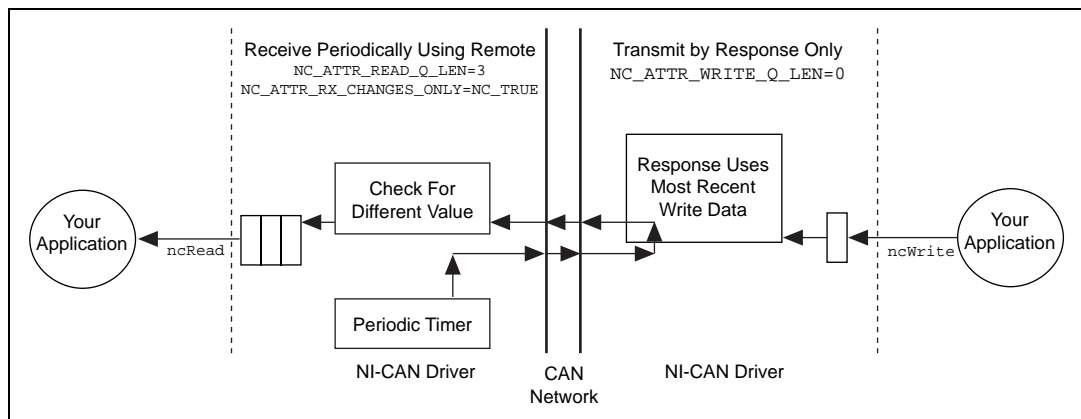 Receive Periodically Using Remote
NC_ATTR_READ_Q_LEN=3
NC_ATTR_RX_CHANGES_ONLY=NC_TRUE
Transmit by Response Only
NC_ATTR_WRITE_Q_LEN=0
Your
Application
ncRead
Check For
Different Value
Periodic Timer
Response Uses
Most Recent
Write Data
ncWrite
Your
Application
NI-CAN Driver
CAN
Network
NI-CAN Driver